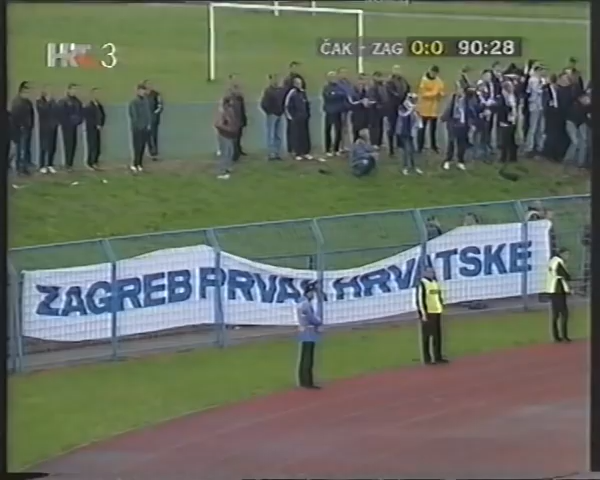 HRT 3
ČAK - ZAG 0:0 90:28
ZAGREB PRVAK HRVATSKE